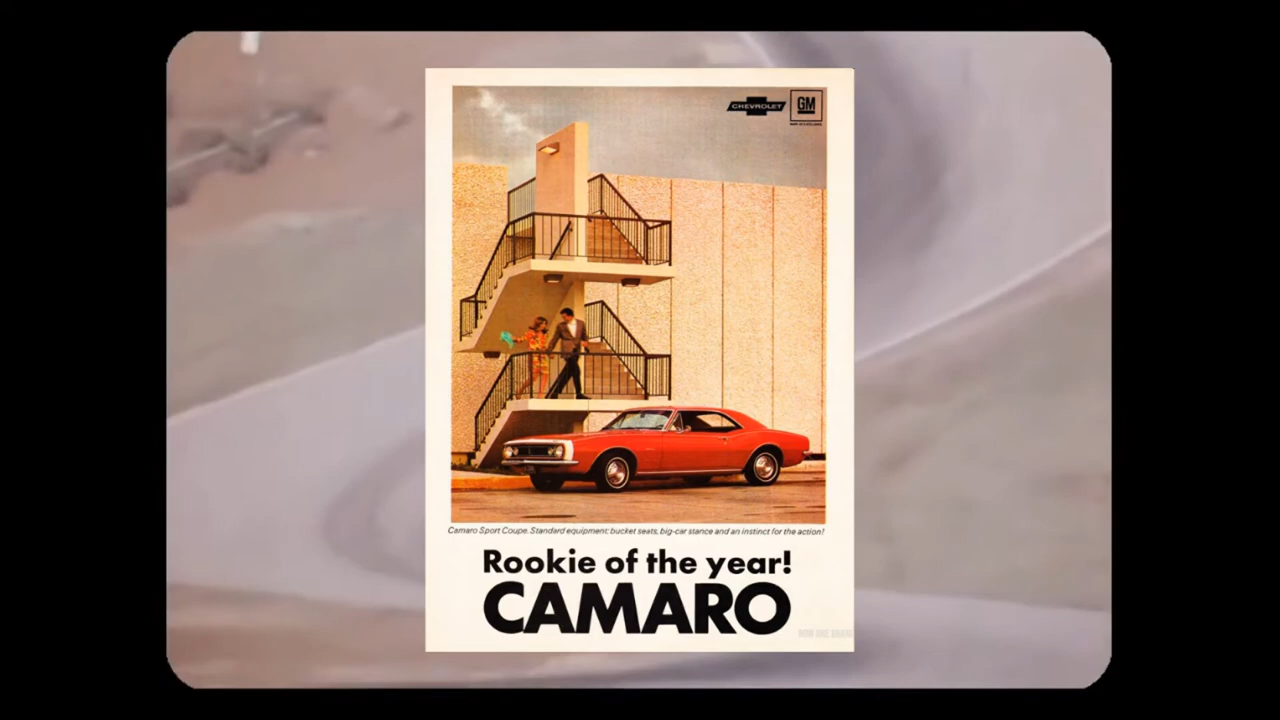 CHEVROLET
GM
Camaro Sport Coupe. Standard equipment: bucket seats, big-car stance and an instinct for the action!
Rookie of the year!
CAMARO